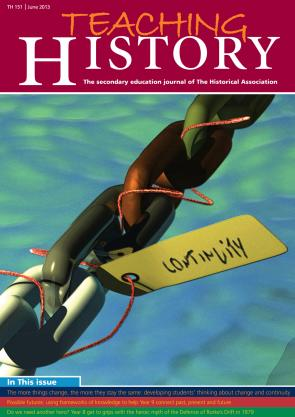 TH 151 | June 2013
TEACHING
HISTORY
The secondary education journal of The Historical Association
CONTINUITY
In This issue
The more things change, the more they stay the same: developing students' thinking about change and continuity
Possible futures: using frameworks of knowledge to help Year 9 connect past, present and future
Do we need another hero? Year 8 get to grips with the heroic myth of the Defence of Rorke's Drift in 1879